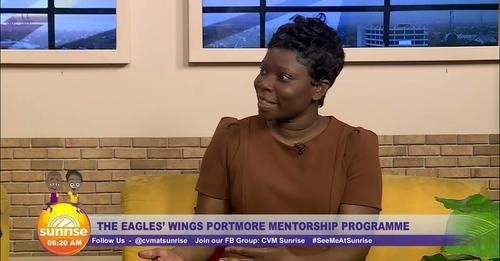 THE EAGLES' WINGS PORTMORE MENTORSHIP PROGRAMME
Follow Us - @cvmatsunrise Join our FB Group: CVM Sunrise #SeeMeAtSunrise
sunrise
06:20 AM